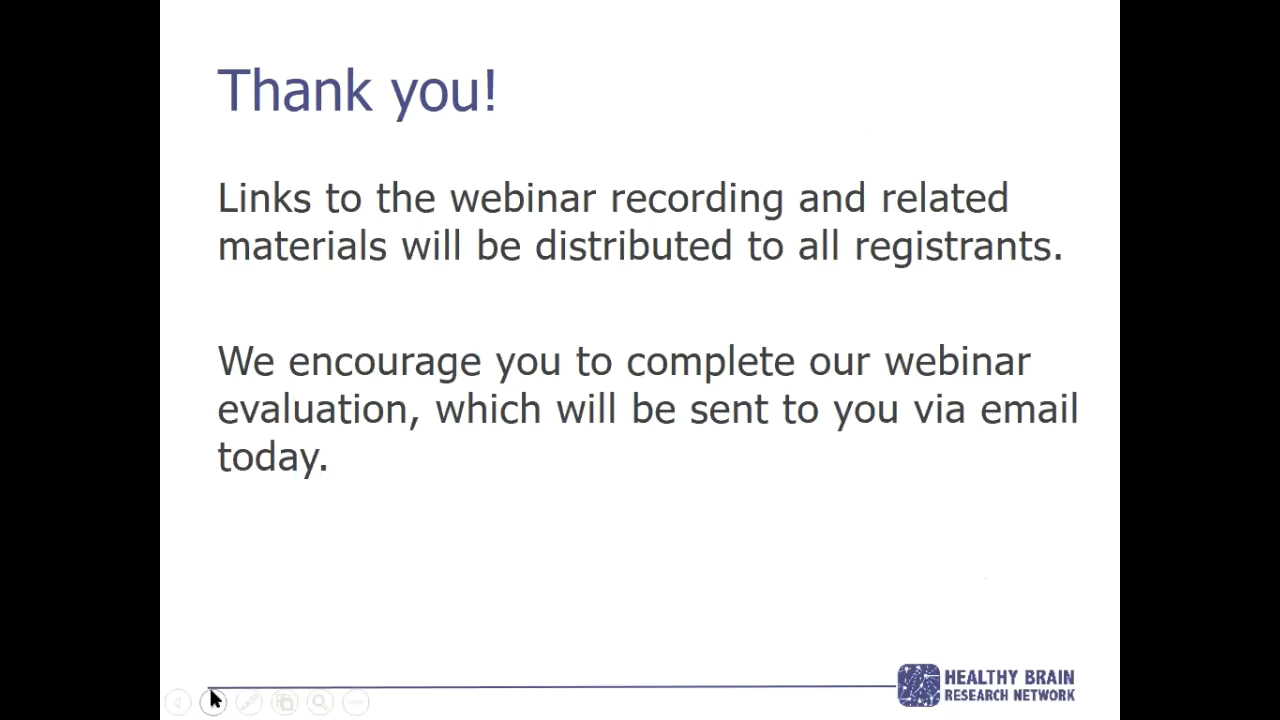 Thank you!
Links to the webinar recording and related
materials will be distributed to all registrants.
We encourage you to complete our webinar
evaluation, which will be sent to you via email
today.
HEALTHY BRAIN
RESEARCH NETWORK